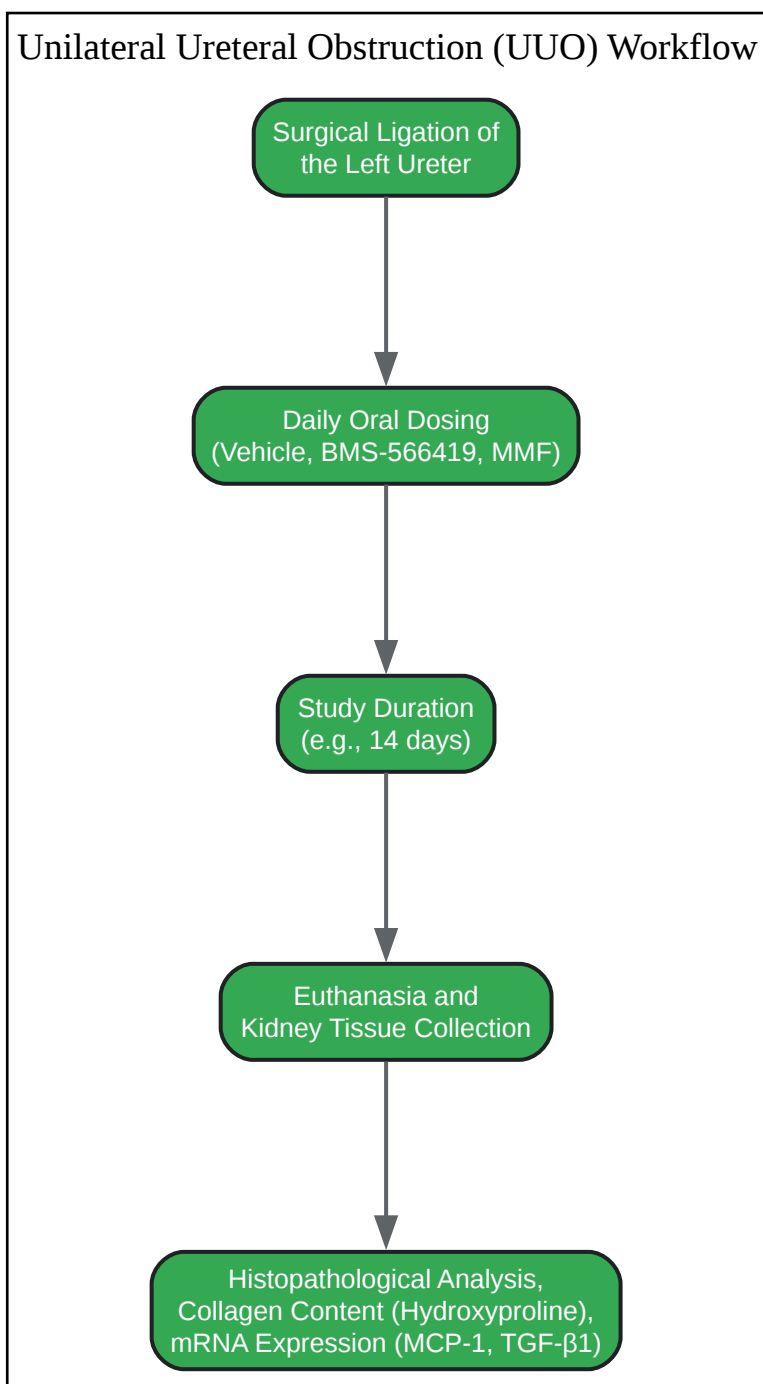 Unilateral Ureteral Obstruction (UUO) Workflow
Surgical Ligation of
the Left Ureter
Daily Oral Dosing
(Vehicle, BMS-566419, MMF)
Study Duration
(e.g., 14 days)
Euthanasia and
Kidney Tissue Collection
Histopathological Analysis,
Collagen Content (Hydroxyproline),
mRNA Expression (MCP-1, TGF-β1)